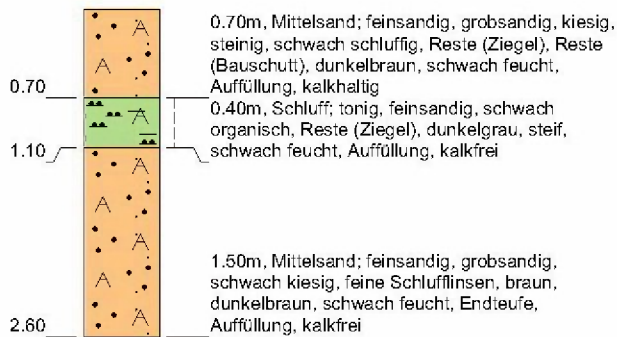 0.70m, Mittelsand; feinsandig, grobsandig, kiesig,
steinig, schwach schluffig, Reste (Ziegel), Reste
(Bauschutt), dunkelbraun, schwach feucht,
Auffüllung, kalkhaltig
0.70
0.40m, Schluff; tonig, feinsandig, schwach
organisch, Reste (Ziegel), dunkelgrau, steif,
schwach feucht, Auffüllung, kalkfrei
1.10
1.50m, Mittelsand; feinsandig, grobsandig,
schwach kiesig, feine Schlufflinsen, braun,
dunkelbraun, schwach feucht, Endteufe,
Auffüllung, kalkfrei
2.60
A
A
A
A
A
A
A
A
A